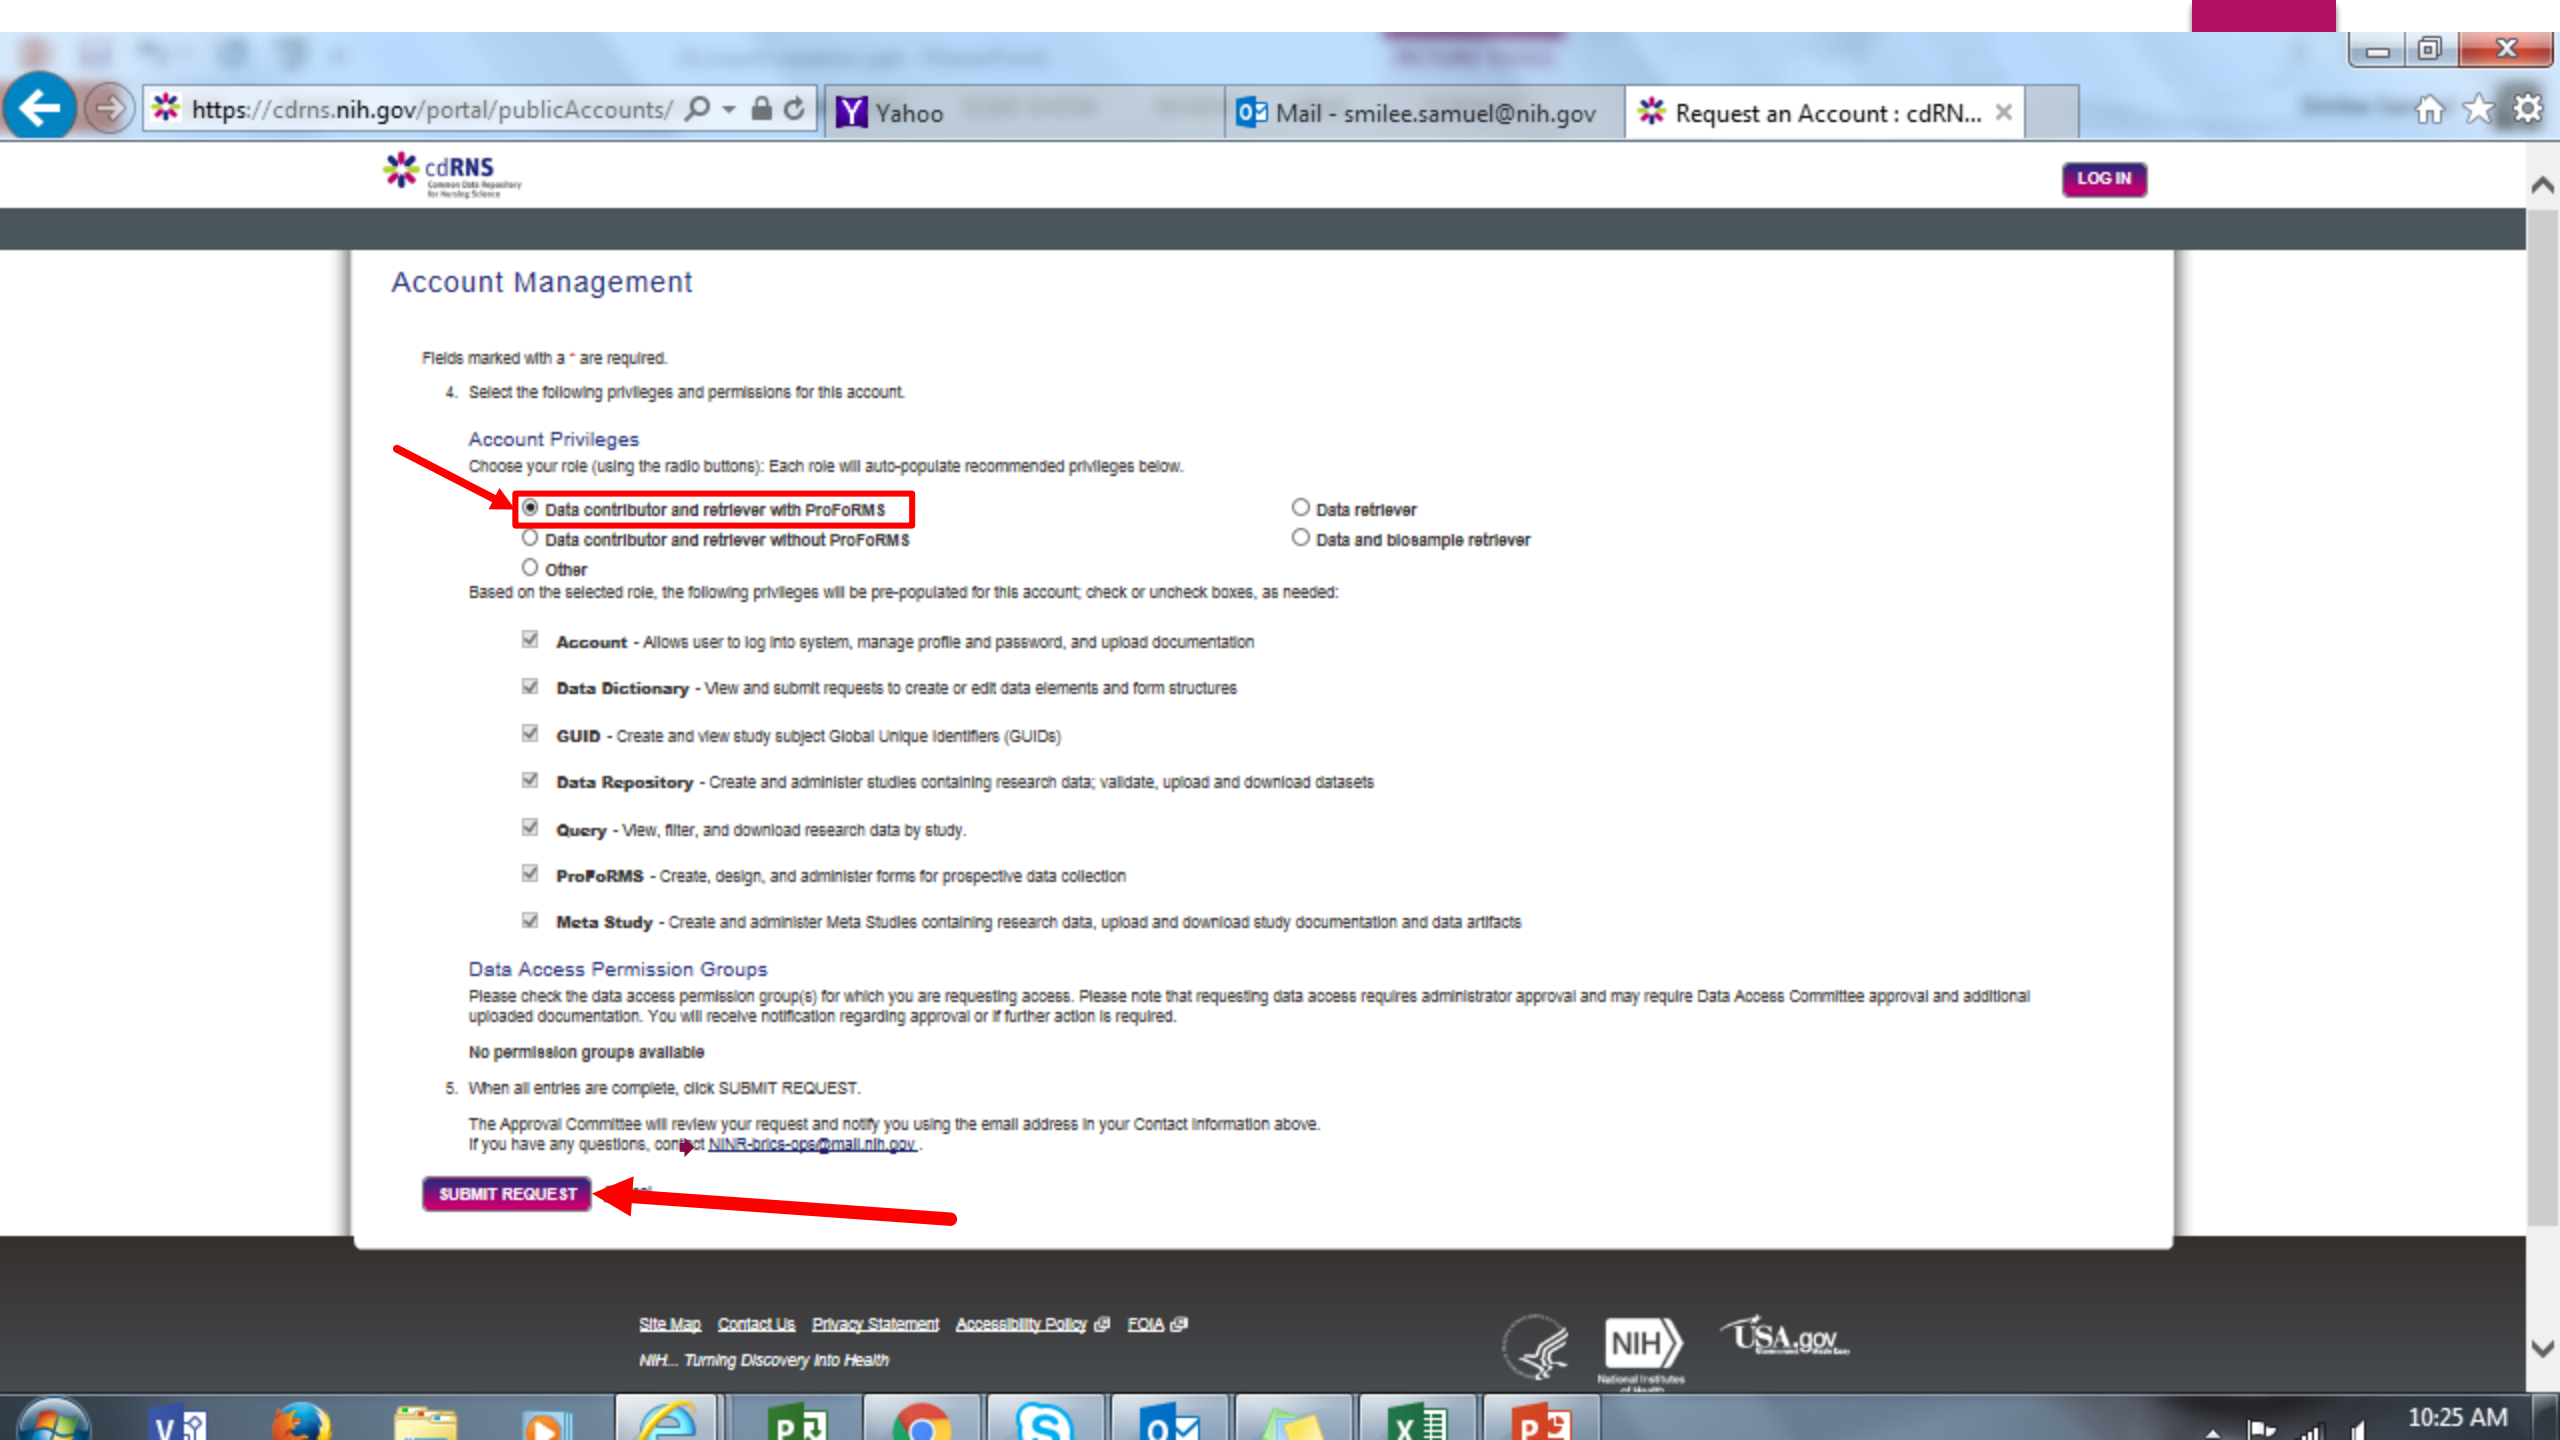 https://cdrns.nih.gov/portal/publicAccounts/
Yahoo
Mail - smilee.samuel@nih.gov
Request an Account : cdRN...
cdRNS
Common Data Repository
for Nursing Science
LOG IN
Account Management
Fields marked with a * are required.
4. Select the following privileges and permissions for this account.
Account Privileges
Choose your role (using the radio buttons): Each role will auto-populate recommended privileges below.
Data contributor and retriever with ProFoRMS
Data retriever
Data contributor and retriever without ProFoRMS
Data and biosample retriever
Other
Based on the selected role, the following privileges will be pre-populated for this account; check or uncheck boxes, as needed:
Account - Allows user to log into system, manage profile and password, and upload documentation
Data Dictionary - View and submit requests to create or edit data elements and form structures
GUID - Create and view study subject Global Unique Identifiers (GUIDs)
Data Repository - Create and administer studies containing research data; validate, upload and download datasets
Query - View, filter, and download research data by study.
ProFoRMS - Create, design, and administer forms for prospective data collection
Meta Study - Create and administer Meta Studies containing research data, upload and download study documentation and data artifacts
Data Access Permission Groups
Please check the data access permission group(s) for which you are requesting access. Please note that requesting data access requires administrator approval and may require Data Access Committee approval and additional
uploaded documentation. You will receive notification regarding approval or if further action is required.
No permission groups available
5. When all entries are complete, click SUBMIT REQUEST.
The Approval Committee will review your request and notify you using the email address in your Contact Information above.
If you have any questions, contact NINR-brics-ops@mail.nih.gov .
SUBMIT REQUEST
Site Map Contact Us Privacy Statement Accessibility Policy FOIA
NIH... Turning Discovery Into Health
NIH
National Institutes
of Health
USA.gov
10:25 AM